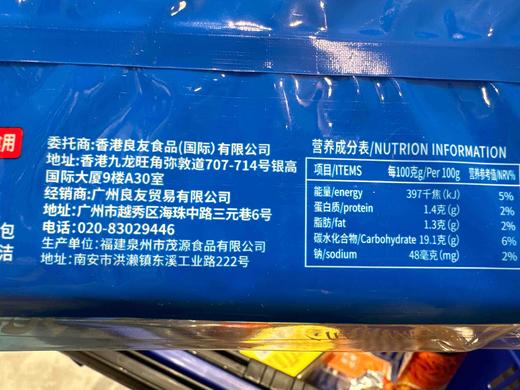 用
包
洁
委托商:香港良友食品(国际)有限公司
地址:香港九龙旺角弥敦道707-714号银高
国际大厦9楼A30室
经销商:广州良友贸易有限公司
地址:广州市越秀区海珠中路三元巷6号
电话:020-83029446
生产单位:福建泉州市茂源食品有限公司
地址:南安市洪濑镇东溪工业路222号
营养成分表/NUTRION INFORMATION
项目/ITEMS 每100克g/Per 100g 营养参考值/NRV%
能量/energy 397千焦(kJ) 5%
蛋白质/protein 1.4克(g) 2%
脂肪/fat 1.3克(g) 2%
碳水化合物/Carbohydrate 19.1克(g) 6%
钠/sodium 48毫克(mg) 2%